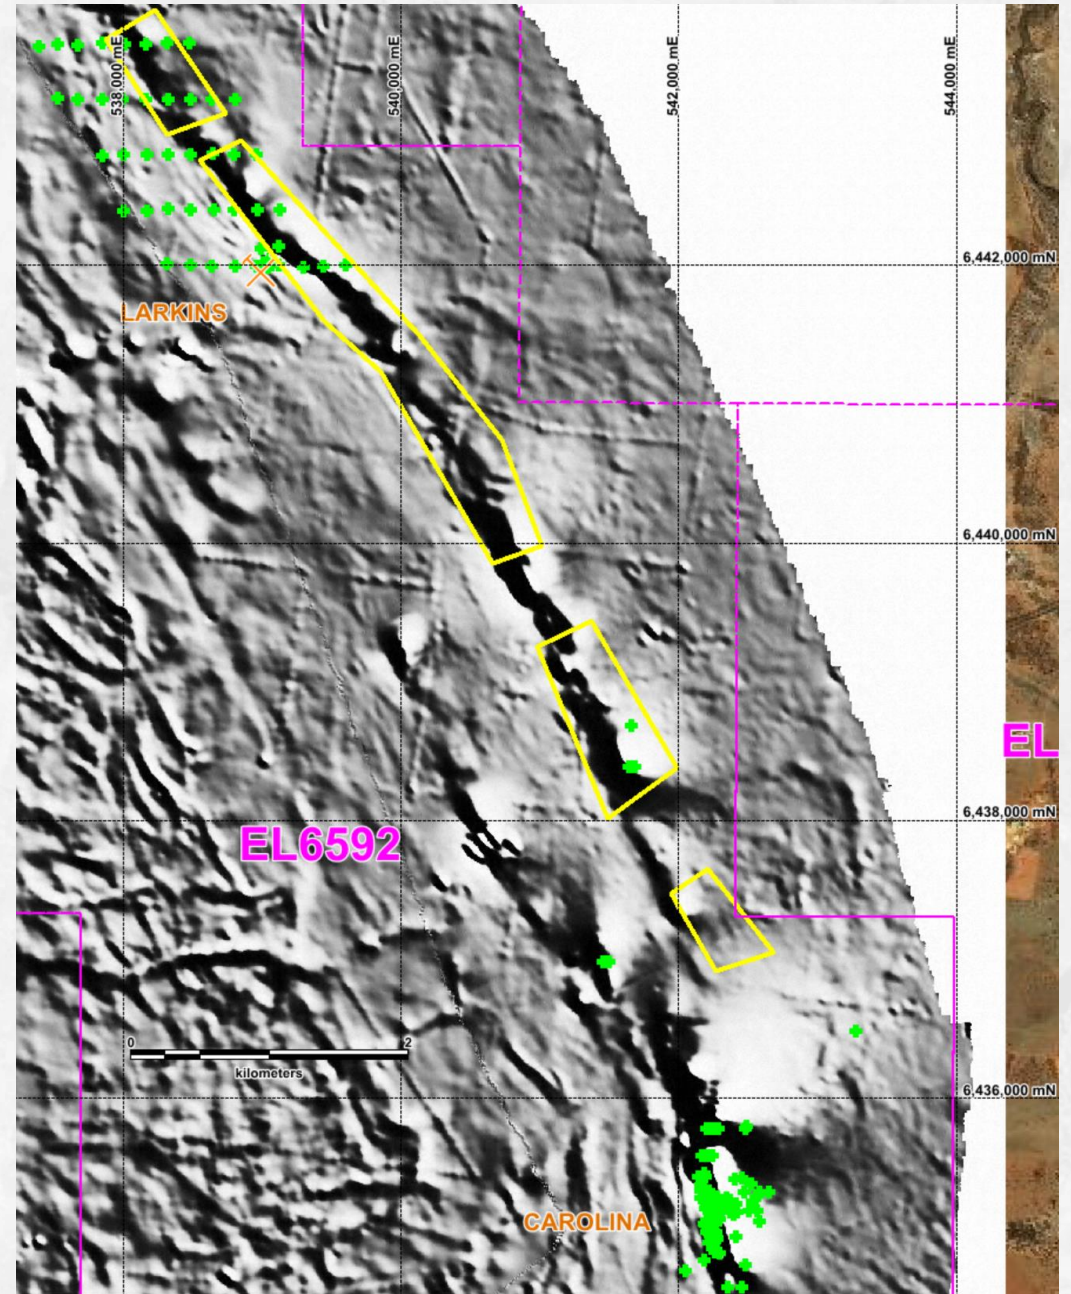 538,000 mE
540,000 mE
542,000 mE
544,000 mE
6,442,000 mN
LARKINS
6,440,000 mN
EL
6,438,000 mN
EL6592
0 2
kilometers
6,436,000 mN
CAROLINA